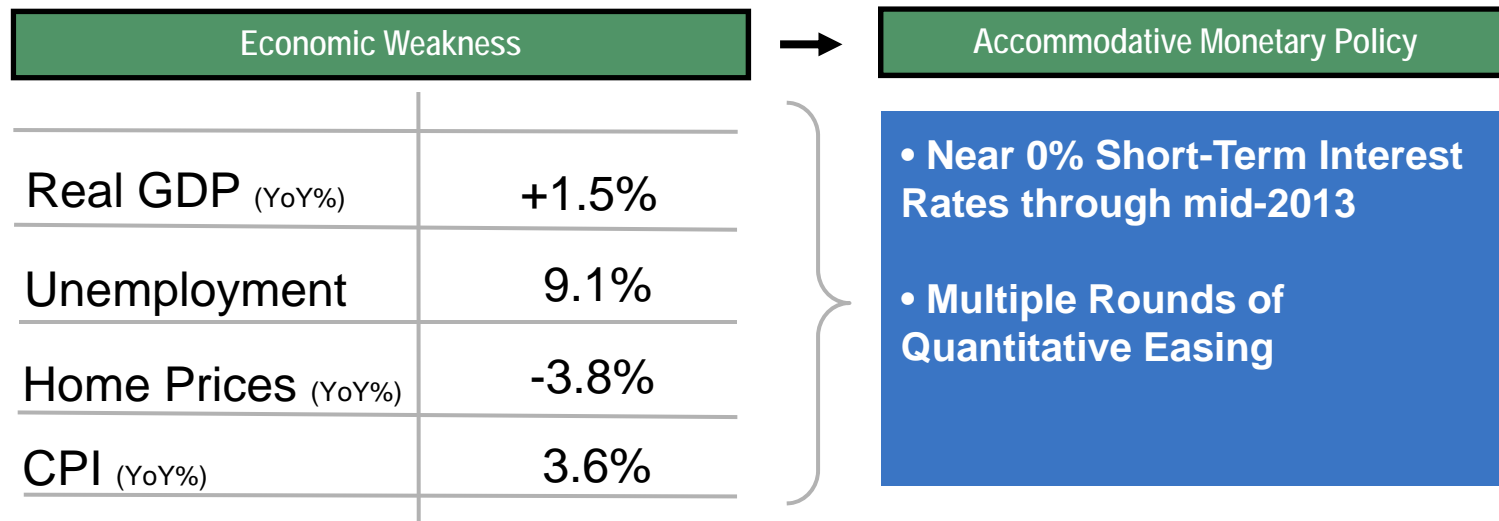 Economic Weakness
Accommodative Monetary Policy
Real GDP (YoY%) +1.5%
Unemployment 9.1%
Home Prices (YoY%) -3.8%
CPI (YoY%) 3.6%
• Near 0% Short-Term Interest
Rates through mid-2013
• Multiple Rounds of
Quantitative Easing